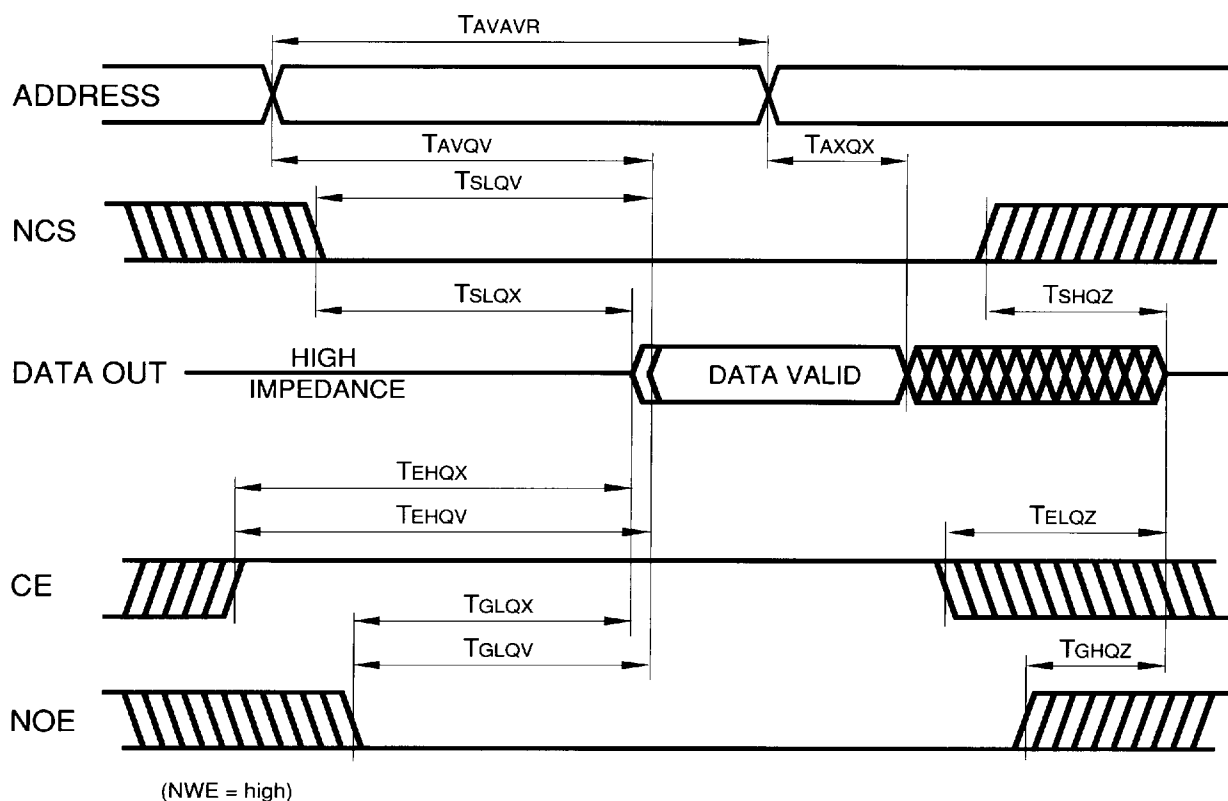 TAVAVR
ADDRESS
TAVQV
TAXQX
TSLQV
NCS
TSLQX
TSHQZ
DATA OUT
HIGH
IMPEDANCE
DATA VALID
TEHQX
TEHQV
TELQZ
CE
TGLQX
TGLQV
TGHQZ
NOE
(NWE = high)